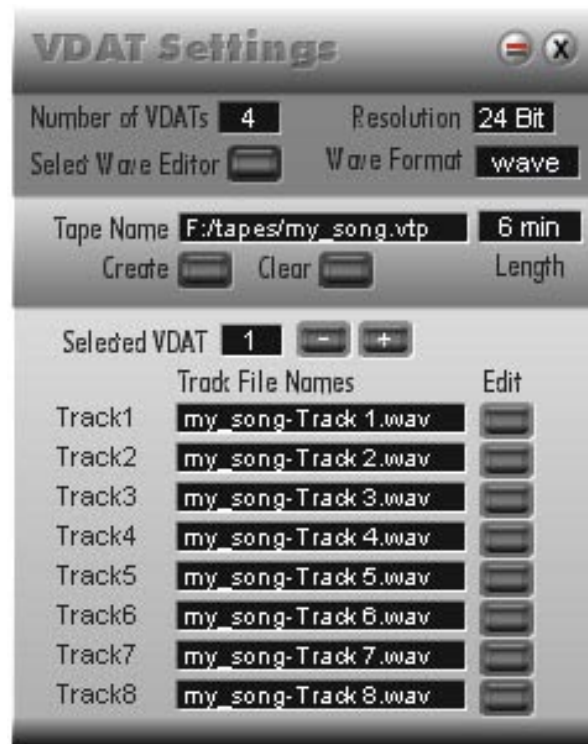 VDAT Settings X
Number of VDATs 4 Resolution 24 Bit
Select Wave Editor Wave Format wave
Tape Name F:/tapes/my_song.vtp 6 min
Create Clear Length
Selected VDAT 1 - +
Track File Names Edit
Track1 my_song-Track 1.wav
Track2 my_song-Track 2.wav
Track3 my_song-Track 3.wav
Track4 my_song-Track 4.wav
Track5 my_song-Track 5.wav
Track6 my_song-Track 6.wav
Track7 my_song-Track 7.wav
Track8 my_song-Track 8.wav